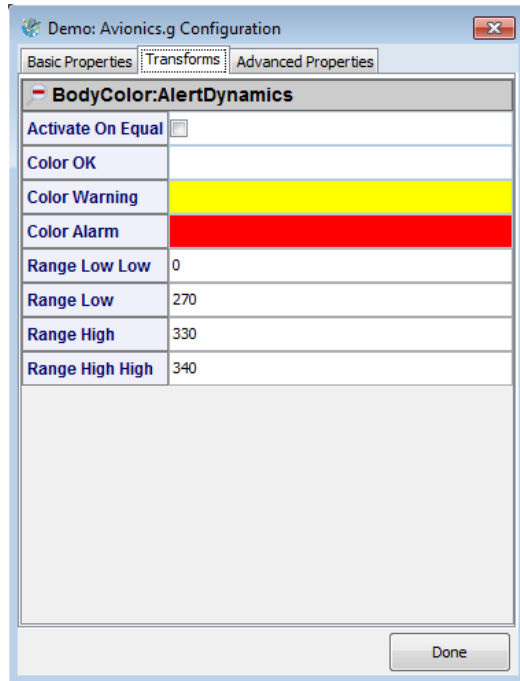 Demo: Avionics.g Configuration
Basic Properties Transforms Advanced Properties
BodyColor:AlertDynamics
Activate On Equal
Color OK
Color Warning
Color Alarm
Range Low Low 0
Range Low 270
Range High 330
Range High High 340
Done